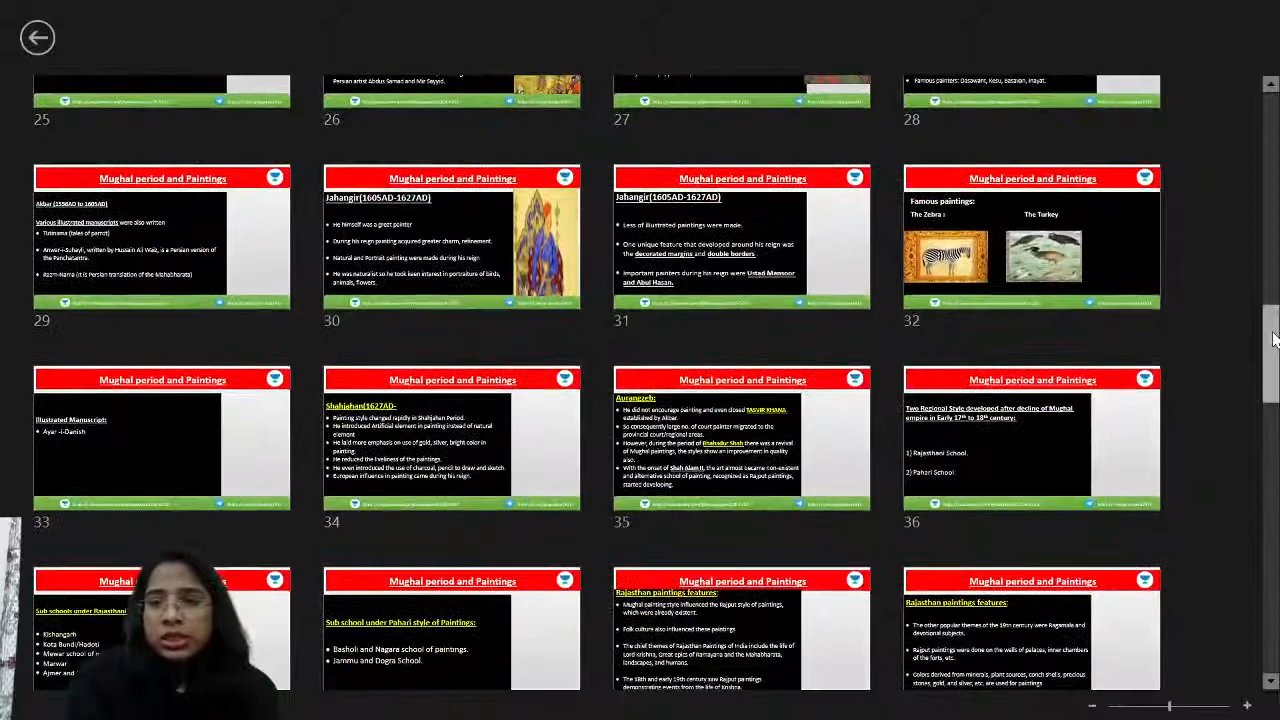 Persian artist Abdus Samad and Mir Sayyid.
Famous painters: Daswant, Kesu, Basavan, Inayat.
25
26
27
28
Mughal period and Paintings
Akbar (1556AD to 1605AD)
Various illustrated manuscripts were also written
Tutinama (tales of parrot)
Anwar-i-Suhayli, written by Hussain A'i Waiz, is a Persian version of
the Panchatantra.
Razm-Nama (it is Persian translation of the Mahabharata)
29
Mughal period and Paintings
Jahangir(1605AD-1627AD)
He himself was a great painter
During his reign painting acquired greater charm, refinement.
Natural and Portrait painting were made during his reign
He was naturalist so he took keen interest in portraiture of birds,
animals, flowers.
30
Mughal period and Paintings
Jahangir(1605AD-1627AD)
Less of illustrated paintings were made.
One unique feature that developed around his reign was
the decorated margins and double borders .
Important painters during his reign were Ustad Mansoor
and Abul Hasan.
31
Mughal period and Paintings
Famous paintings:
The Zebra :
The Turkey
32
Mughal period and Paintings
Illustrated Manuscript:
Ayar -i-Danish
33
Mughal period and Paintings
Shahjahan(1627AD-
Painting style changed rapidly in Shahjahan Period.
He introduced Artificial element in painting instead of natural
element
He laid more emphasis on use of gold, silver, bright color in
painting.
He reduced the liveliness of the paintings.
He even introduced the use of charcoal, pencil to draw and sketch.
European influence in painting came during his reign.
34
Mughal period and Paintings
Aurangzeb:
He did not encourage painting and even closed TASVIR KHANA
established by Akbar.
So consequently large no. of court painter migrated to the
provincial court/regional areas.
However, during the period of Bahadur Shah there was a revival
of Mughal paintings, the styles show an improvement in quality
also.
With the onset of Shah Alam II, the art almost became non-existent
and alternative school of painting, recognized as Rajput paintings,
started developing.
35
Mughal period and Paintings
Two Regional Style developed after decline of Mughal
empire in Early 17th to 18th century:
1) Rajasthani School.
2) Pahari School
36
Mughal
Sub schools under Rajasthani
Kishangarh
Kota Bundi/Hadoti
Mewar school of
Marwar
Ajmer and
Mughal period and Paintings
Sub school under Pahari style of Paintings:
Basholi and Nagara school of paintings.
Jammu and Dogra School.
Mughal period and Paintings
Rajasthan paintings features:
Mughal painting style influenced the Rajput style of paintings,
which were already existent.
Folk culture also influenced these paintings
The chief themes of Rajasthan Paintings of India include the life of
Lord Krishna, Great epics of Ramayana and the Mahabharata,
landscapes, and humans.
The 18th and early 19th century saw Rajput paintings
demonstrating events from the life of Krishna.
Mughal period and Paintings
Rajasthan paintings features:
The other popular themes of the 19th century were Ragamala and
devotional subjects.
Rajput paintings were done on the walls of palaces, inner chambers
of the forts, etc.
Colors derived from minerals, plant sources, conch shells, precious
stones, gold, and silver, etc. are used for paintings